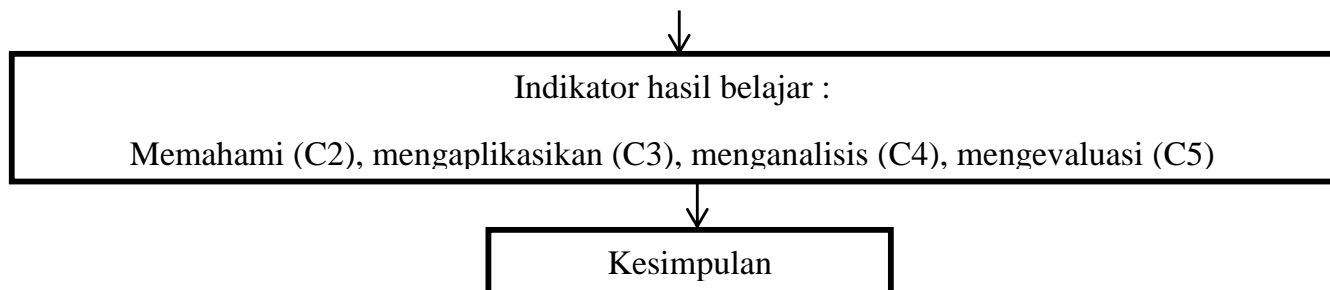 Indikator hasil belajar :
Memahami (C2), mengaplikasikan (C3), menganalisis (C4), mengevaluasi (C5)
Kesimpulan